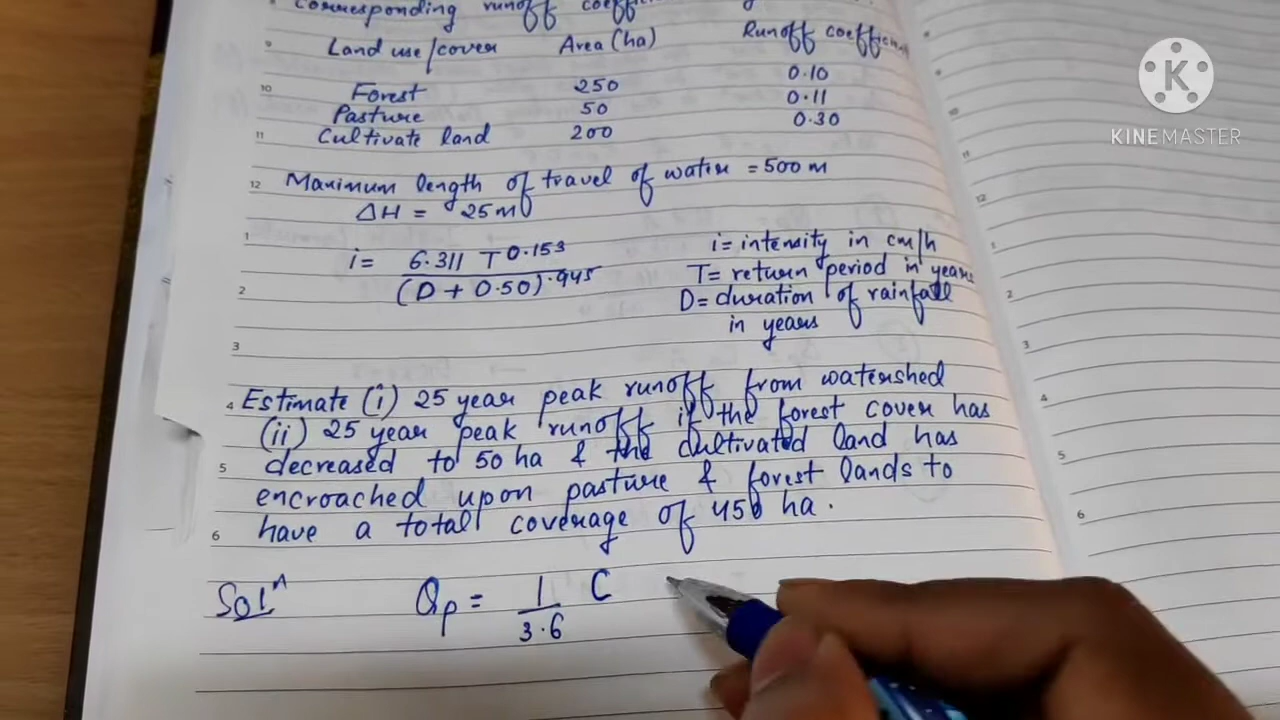 Corresponding runoff
Land use/cover Area (ha) Runoff coefficient
Forest 250 0.10
Pasture 50 0.11
Cultivate land 200 0.30
Maximum length of travel of water = 500 m
ΔH = 25 m
i = 6.311 T^0.153 / (D + 0.50)^.945
i = intensity in cm/h
T = return period in years
D = duration of rainfall
in years
Estimate (i) 25 year peak runoff from watershed
(ii) 25 year peak runoff if the forest cover has
decreased to 50 ha & the cultivated land has
encroached upon pasture & forest lands to
have a total coverage of 450 ha.
Solⁿ Qp = 1/3.6 C
KINEMASTER